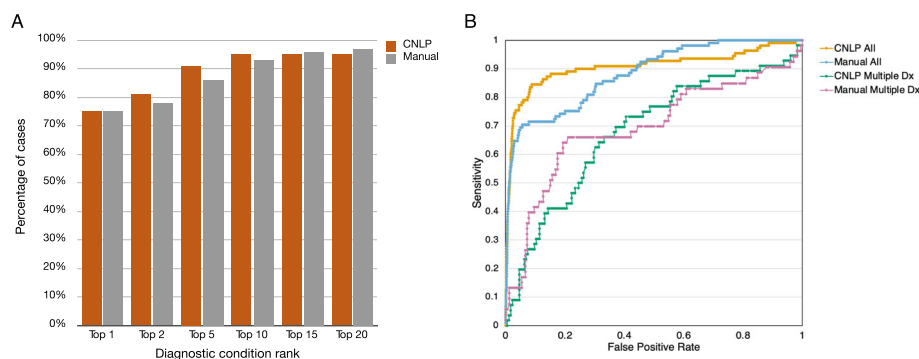 A
100%
90%
80%
70%
60%
50%
40%
30%
20%
10%
0%
Percentage of cases
Top 1 Top 2 Top 5 Top 10 Top 15 Top 20
Diagnostic condition rank
CNLP
Manual
B
1
0.9
0.8
0.7
0.6
0.5
0.4
0.3
0.2
0.1
0
Sensitivity
0 0.2 0.4 0.6 0.8 1
False Positive Rate
CNLP All
Manual All
CNLP Multiple Dx
Manual Multiple Dx